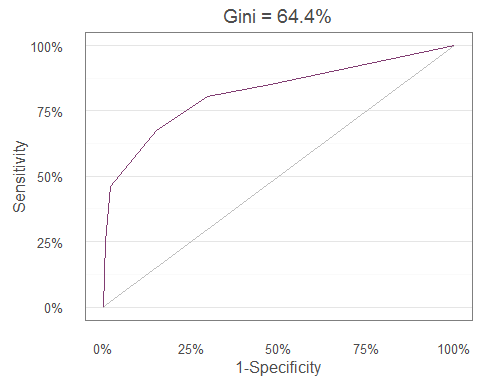 Gini = 64.4%
100%
75%
50%
25%
0%
Sensitivity
0% 25% 50% 75% 100%
1-Specificity